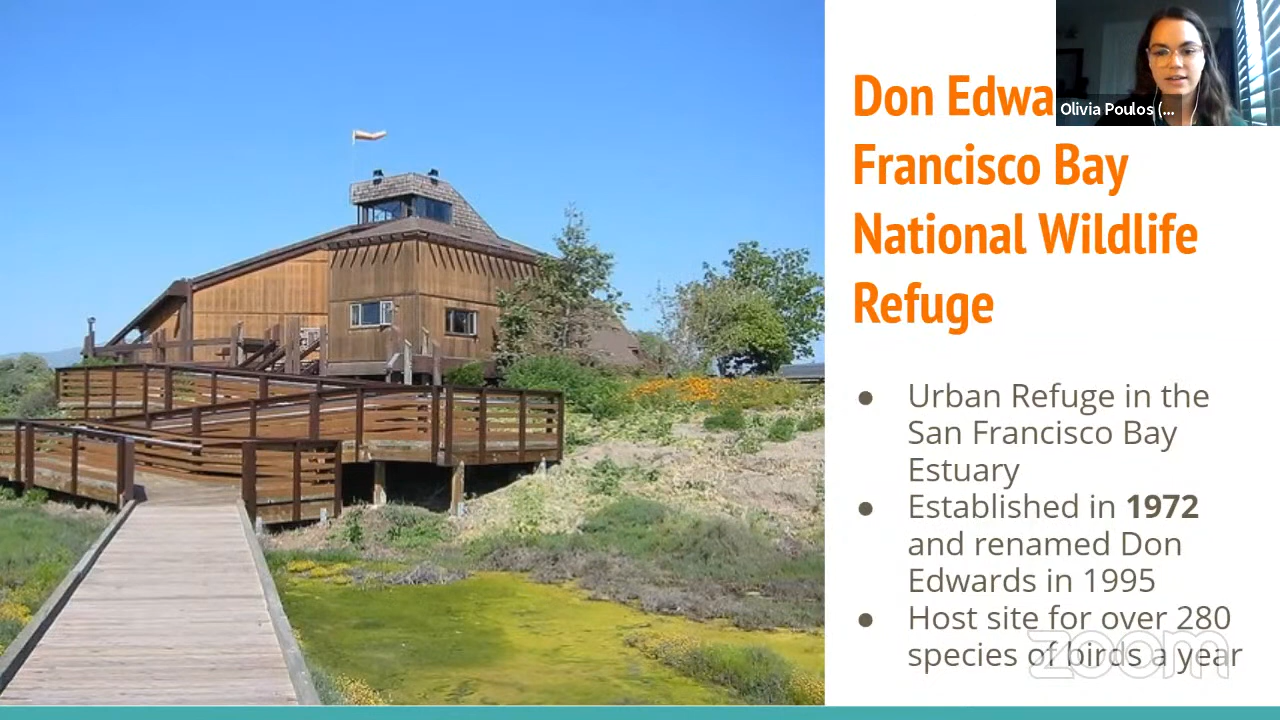 Don Edwa
Olivia Poulos (...
Francisco Bay
National Wildlife
Refuge
● Urban Refuge in the
San Francisco Bay
Estuary
● Established in 1972
and renamed Don
Edwards in 1995
● Host site for over 280
species of birds a year
zoom